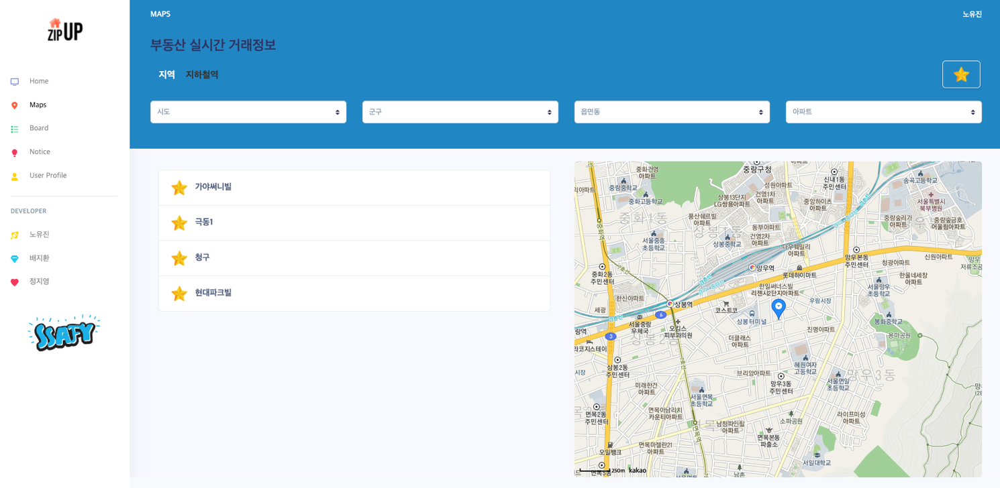 ZIP UP
Home
Maps
Board
Notice
User Profile
DEVELOPER
노유진
배지환
정지영
SSAFY
MAPS
노유진
부동산 실시간 거래정보
지역
지하철역
시도
군구
읍면동
아파트
가야써니빌
극동1
청구
현대파크빌
중화건영
아파트
중랑구청
아파트
신내1동
주민센터
송곡고등학교
중랑중학교
성원아파트
건영1차
아파트
중화고등학교
상봉13단지
LG쌍용아파트
중앙하이츠
아파트
서울특별시
북부병원
중화1동
풍산쉐르빌
아파트
상봉1동
동부아파트
건영2차
아파트
중랑숲리가
아파트
중랑숲금호
어울림아파트
서울중흥
초등학교
상봉중학교
아파트
망우본동
주민센터
신원아파트
청광아파트
중화역
중화2동
주민센터
망우역
롯데하이마트
한올네세창
아파트
한신아파트
한일써너스빌
리젠시2단지아파트
서울망우
초등학교
세광
상봉역
코스트코
우림시장
6
상봉터미널
봉화중학교
서울중랑
우체국
오킴스
피부과의원
진명아파트
용마공원
3
상봉2동
더클래스
아파트
라코지스테이
상봉2동
주민센터
혜원여자
고등학교
브리앙아파트
망우3동
주민센터
서울면일
초등학교
망우3동
미래한건
아파트
서울면목
초등학교
면목2동
주민센터
면목아남리치
카운티아파트
남청파인힐
아파트
소파공원
라이프미성
아파트
면목역
면목마젤란21
아파트
면목본동
파출소
오일뱅크
서일대학교
250m
kakao